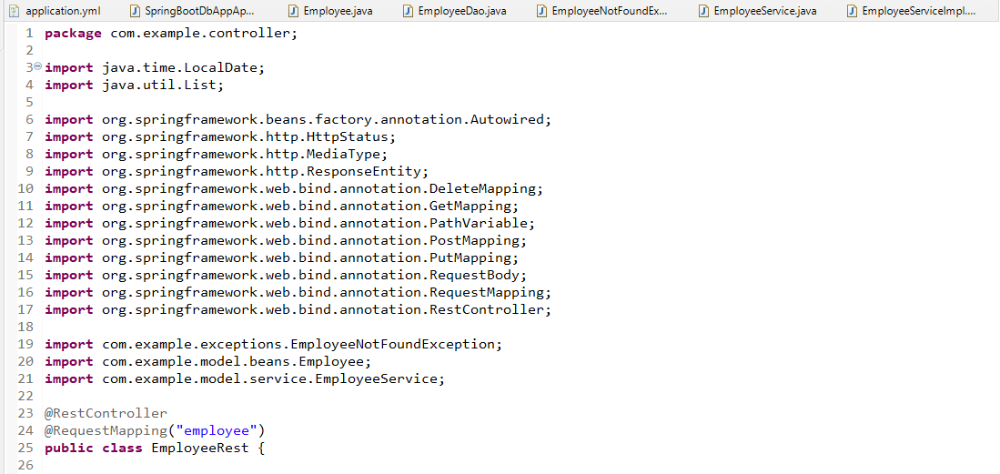 application.yml SpringBootDbAppAp... Employee.java EmployeeDao.java EmployeeNotFoundEx... EmployeeService.java EmployeeServiceImpl....
1 package com.example.controller;
2
3 import java.time.LocalDate;
4 import java.util.List;
5
6 import org.springframework.beans.factory.annotation.Autowired;
7 import org.springframework.http.HttpStatus;
8 import org.springframework.http.MediaType;
9 import org.springframework.http.ResponseEntity;
10 import org.springframework.web.bind.annotation.DeleteMapping;
11 import org.springframework.web.bind.annotation.GetMapping;
12 import org.springframework.web.bind.annotation.PathVariable;
13 import org.springframework.web.bind.annotation.PostMapping;
14 import org.springframework.web.bind.annotation.PutMapping;
15 import org.springframework.web.bind.annotation.RequestBody;
16 import org.springframework.web.bind.annotation.RequestMapping;
17 import org.springframework.web.bind.annotation.RestController;
18
19 import com.example.exceptions.EmployeeNotFoundException;
20 import com.example.model.beans.Employee;
21 import com.example.model.service.EmployeeService;
22
23 @RestController
24 @RequestMapping("employee")
25 public class EmployeeRest {
26